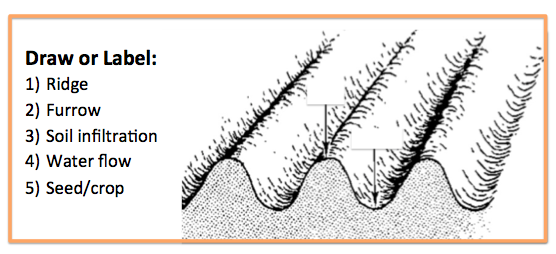 Draw or Label:
1) Ridge
2) Furrow
3) Soil infiltration
4) Water flow
5) Seed/crop